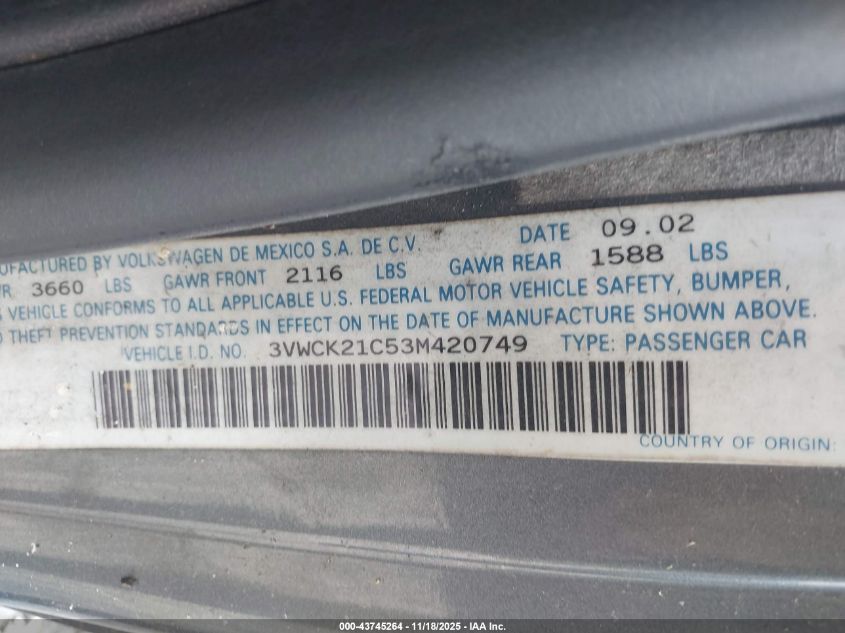 UFACTURED BY VOLKSWAGEN DE MEXICO S.A. DE C.V. DATE 09.02
R 3660 LBS GAWR FRONT 2116 LBS GAWR REAR 1588 LBS
VEHICLE CONFORMS TO ALL APPLICABLE U.S. FEDERAL MOTOR VEHICLE SAFETY, BUMPER,
THEFT PREVENTION STANDARDS IN EFFECT ON THE DATE OF MANUFACTURE SHOWN ABOVE.
VEHICLE I.D. NO. 3VWCK21C53M420749 TYPE: PASSENGER CAR
COUNTRY OF ORIGIN:
000-43745264 - 11/18/2025 - IAA Inc.